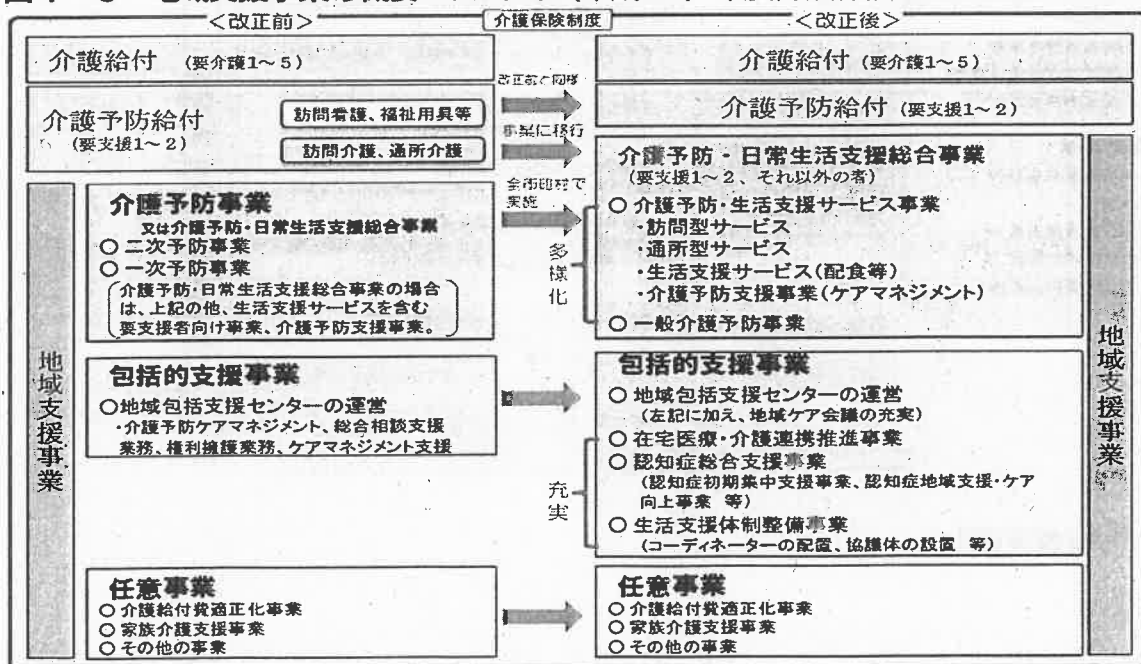 <改正前>
介護保険制度
<改正後>
介護給付 (要介護1~5)
改正前と同様
介護給付 (要介護1~5)
介護予防給付
(要支援1~2)
訪問看護、福祉用具等
訪問介護、通所介護
事業に移行
介護予防給付 (要支援1~2)
介護予防事業
又は介護予防・日常生活支援総合事業
○ 二次予防事業
○ 一次予防事業
介護予防・日常生活支援総合事業の場合
は、上記の他、生活支援サービスを含む
要支援者向け事業、介護予防支援事業。
全市町村で
実施
多様化
介護予防・日常生活支援総合事業
(要支援1~2、それ以外の者)
○ 介護予防・生活支援サービス事業
・訪問型サービス
・通所型サービス
・生活支援サービス(配食等)
・介護予防支援事業(ケアマネジメント)
○ 一般介護予防事業
地域支援事業
包括的支援事業
○地域包括支援センターの運営
・介護予防ケアマネジメント、総合相談支援
業務、権利擁護業務、ケアマネジメント支援
充実
包括的支援事業
○ 地域包括支援センターの運営
(左記に加え、地域ケア会議の充実)
○ 在宅医療・介護連携推進事業
○ 認知症総合支援事業
(認知症初期集中支援事業、認知症地域支援・ケア
向上事業 等)
○ 生活支援体制整備事業
(コーディネーターの配置、協議体の設置 等)
地域支援事業
任意事業
○ 介護給付費適正化事業
○ 家族介護支援事業
○ その他の事業
任意事業
○ 介護給付費適正化事業
○ 家族介護支援事業
○ その他の事業